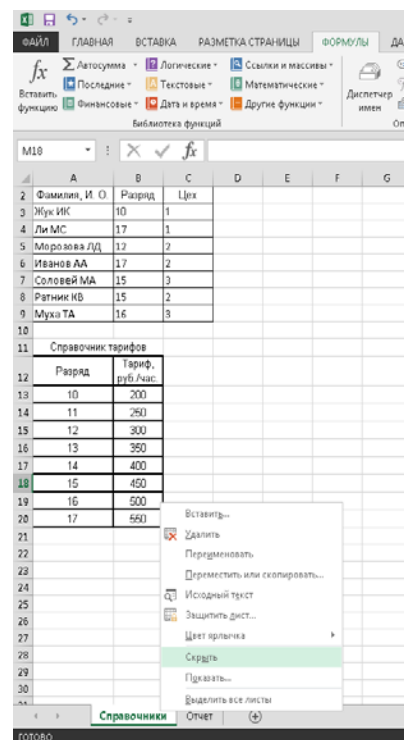 ФАЙЛ ГЛАВНАЯ ВСТАВКА РАЗМЕТКА СТРАНИЦЫ ФОРМУЛЫ ДА
fx Σ Автосумма Логические Ссылки и массивы
Вставить функцию Последние Текстовые Математические Диспетчер имен
Финансовые Дата и время Другие функции
Библиотека функций Оп
M18 fx
A B C D E F G
2 Фамилия, И. О. Разряд Цех
3 Жук ИК 10 1
4 Ли МС 17 1
5 Морозова ЛД 12 2
6 Иванов АА 17 2
7 Соловей МА 15 3
8 Ратник КВ 15 2
9 Муха ТА 16 3
10
11 Справочник тарифов
12 Разряд Тариф, руб./час.
13 10 200
14 11 250
15 12 300
16 13 350
17 14 400
18 15 450
19 16 500
20 17 550
21
22
23
24
25
26
27
28
29
30
31
Вставить...
Удалить
Переименовать
Переместить или скопировать...
Исходный текст
Защитить лист...
Цвет ярлычка
Скрыть
Показать...
Выделить все листы
Справочники Отчет
ГОТОВО